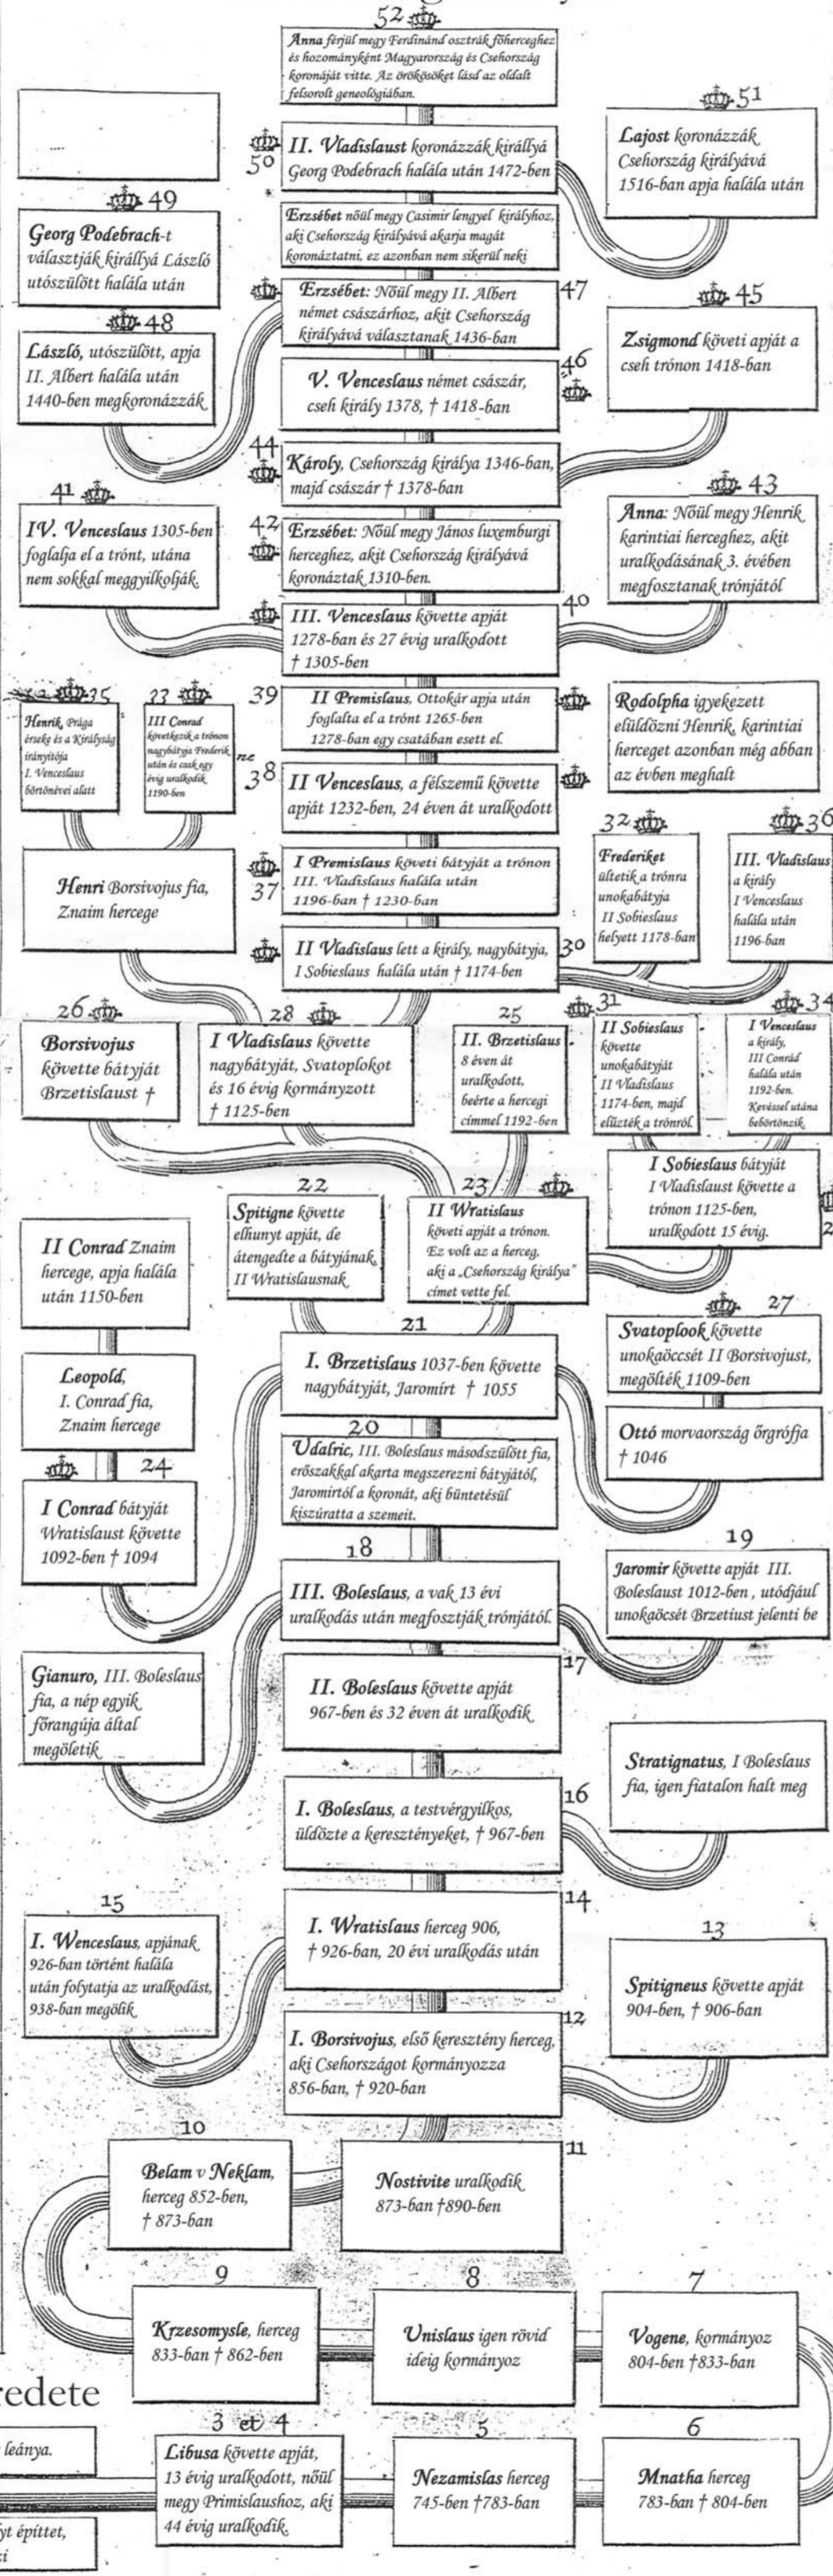 52
Anna férjül megy Ferdinánd osztrák főherceghez
és hozományként Magyarország és Csehország
koronáját vitte. Az örökösöket lásd az oldalt
felsorolt geneológiában.
51
Lajost koronázzák
Csehország királyává
1516-ban apja halála után
50
II. Vladislaust koronázzák királlyá
Georg Podebrach halála után 1472-ben
49
Georg Podebrach-t
választják királlyá László
utószülött halála után
Erzsébet nőül megy Casimir lengyel királyhoz,
aki Csehország királyává akarja magát
koronáztatni, ez azonban nem sikerül neki
48
László, utószülött, apja
II. Albert halála után
1440-ben megkoronázzák
47
Erzsébet: Nőül megy II. Albert
német császárhoz, akit Csehország
királyává választanak 1436-ban
45
Zsigmond követi apját a
cseh trónon 1418-ban
46
V. Venceslaus német császár,
cseh király 1378, † 1418-ban
44
Károly, Csehország királya 1346-ban,
majd császár † 1378-ban
41
IV. Venceslaus 1305-ben
foglalja el a trónt, utána
nem sokkal meggyilkolják
42
Erzsébet: Nőül megy János luxemburgi
herceghez, akit Csehország királyává
koronáztak 1310-ben.
43
Anna: Nőül megy Henrik
karintiai herceghez, akit
uralkodásának 3. évében
megfosztanak trónjától
40
III. Venceslaus követte apját
1278-ban és 27 évig uralkodott
† 1305-ben
35
Henrik, Prága
érseke és a Királyság
irányítója
I. Venceslaus
börtönévei alatt
33
III Conrad
következik a trónon
nagybátyja Frederik
után és csak egy
évig uralkodik
1190-ben
ne
39
II Premislaus, Ottokár apja után
foglalta el a trónt 1265-ben
1278-ban egy csatában esett el.
Rodolpha igyekezett
elüldözni Henrik, karintiai
herceget azonban még abban
az évben meghalt
38
II Venceslaus, a félszemű követte
apját 1232-ben, 24 éven át uralkodott
Henri Borsivojus fia,
Znaim hercege
37
I Premislaus követi bátyját a trónon
III. Vladislaus halála után
1196-ban † 1230-ban
32
Frederiket
ültetik a trónra
unokabátyja
II Sobieslaus
helyett 1178-ban
36
III. Vladislaus
a király
I Venceslaus
halála után
1196-ban
30
II Vladislaus lett a király, nagybátyja,
I Sobieslaus halála után † 1174-ben
26
Borsivojus
követte bátyját
Brzetislaust †
28
I Vladislaus követte
nagybátyját, Svatoplokot
és 16 évig kormányzott
† 1125-ben
25
II. Brzetislaus
8 éven át
uralkodott,
beérte a hercegi
címmel 1192-ben
31
II Sobieslaus
követte
unokabátyját
II Vladislaus
1174-ben, majd
elűzték a trónról.
34
I Venceslaus
a király,
III Conrád
halála után
1192-ben.
Kevéssel utána
bebörtönzik
I Sobieslaus bátyját
I Vladislaust követte a
trónon 1125-ben,
uralkodott 15 évig.
2
II Conrad Znaim
hercege, apja halála
után 1150-ben
22
Spitigne követte
elhunyt apját, de
átengedte a bátyjának,
II Wratislausnak
23
II Wratislaus
követi apját a trónon.
Ez volt az a herceg,
aki a „Csehország királya"
címet vette fel.
27
Svatoplook követte
unokaöccsét II Borsivojust,
megölték 1109-ben
21
I. Brzetislaus 1037-ben követte
nagybátyját, Jaromírt † 1055
Leopold,
I. Conrad fia,
Znaim hercege
Ottó morvaország őrgrófja
† 1046
24
I Conrad bátyját
Wratislaust követte
1092-ben † 1094
20
Udalric, III. Boleslaus másodszülött fia,
erőszakkal akarta megszerezni bátyjától,
Jaromirtól a koronát, aki büntetésül
kiszúratta a szemeit.
18
III. Boleslaus, a vak 13 évi
uralkodás után megfosztják trónjától.
19
Jaromir követte apját III.
Boleslaust 1012-ben, utódjául
unokaöcsét Brzetiust jelenti be
Gianuro, III. Boleslaus
fia, a nép egyik
főrangúja által
megöletik
17
II. Boleslaus követte apját
967-ben és 32 éven át uralkodik
Stratignatus, I Boleslaus
fia, igen fiatalon halt meg
16
I. Boleslaus, a testvérgyilkos,
üldözte a keresztényeket, † 967-ben
15
I. Wenceslaus, apjának
926-ban történt halála
után folytatja az uralkodást,
938-ban megölik
14
I. Wratislaus herceg 906,
† 926-ban, 20 évi uralkodás után
13
Spitigneus követte apját
904-ben, † 906-ban
12
I. Borsivojus, első keresztény herceg,
aki Csehországot kormányozza
856-ban, † 920-ban
10
Belam v Neklam,
herceg 852-ben,
† 873-ban
11
Nostivite uralkodik
873-ban †890-ben
9
Krzesomysle, herceg
833-ban † 862-ben
8
Unislaus igen rövid
ideig kormányoz
7
Vogene, kormányoz
804-ben †833-ban
redete
leánya.
yt építtet,
3 et 4
Libusa követte apját,
13 évig uralkodott, nőül
megy Primislaushoz, aki
44 évig uralkodik
5
Nezamislas herceg
745-ben †783-ban
6
Mnatha herceg
783-ban † 804-ben